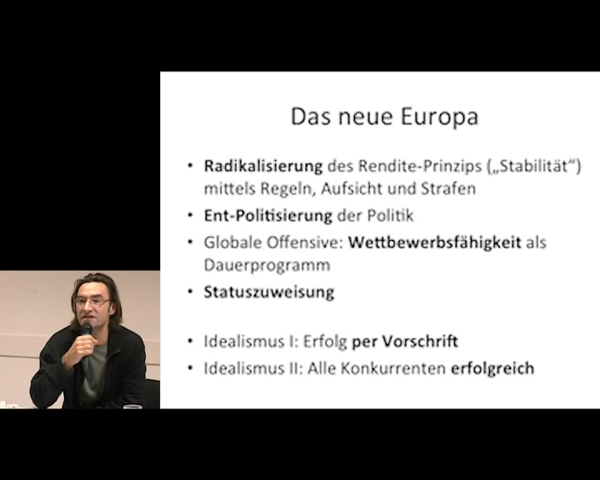 Das neue Europa
• Radikalisierung des Rendite-Prinzips („Stabilität“)
mittels Regeln, Aufsicht und Strafen
• Ent-Politisierung der Politik
• Globale Offensive: Wettbewerbsfähigkeit als
Dauerprogramm
• Statuszuweisung
• Idealismus I: Erfolg per Vorschrift
• Idealismus II: Alle Konkurrenten erfolgreich